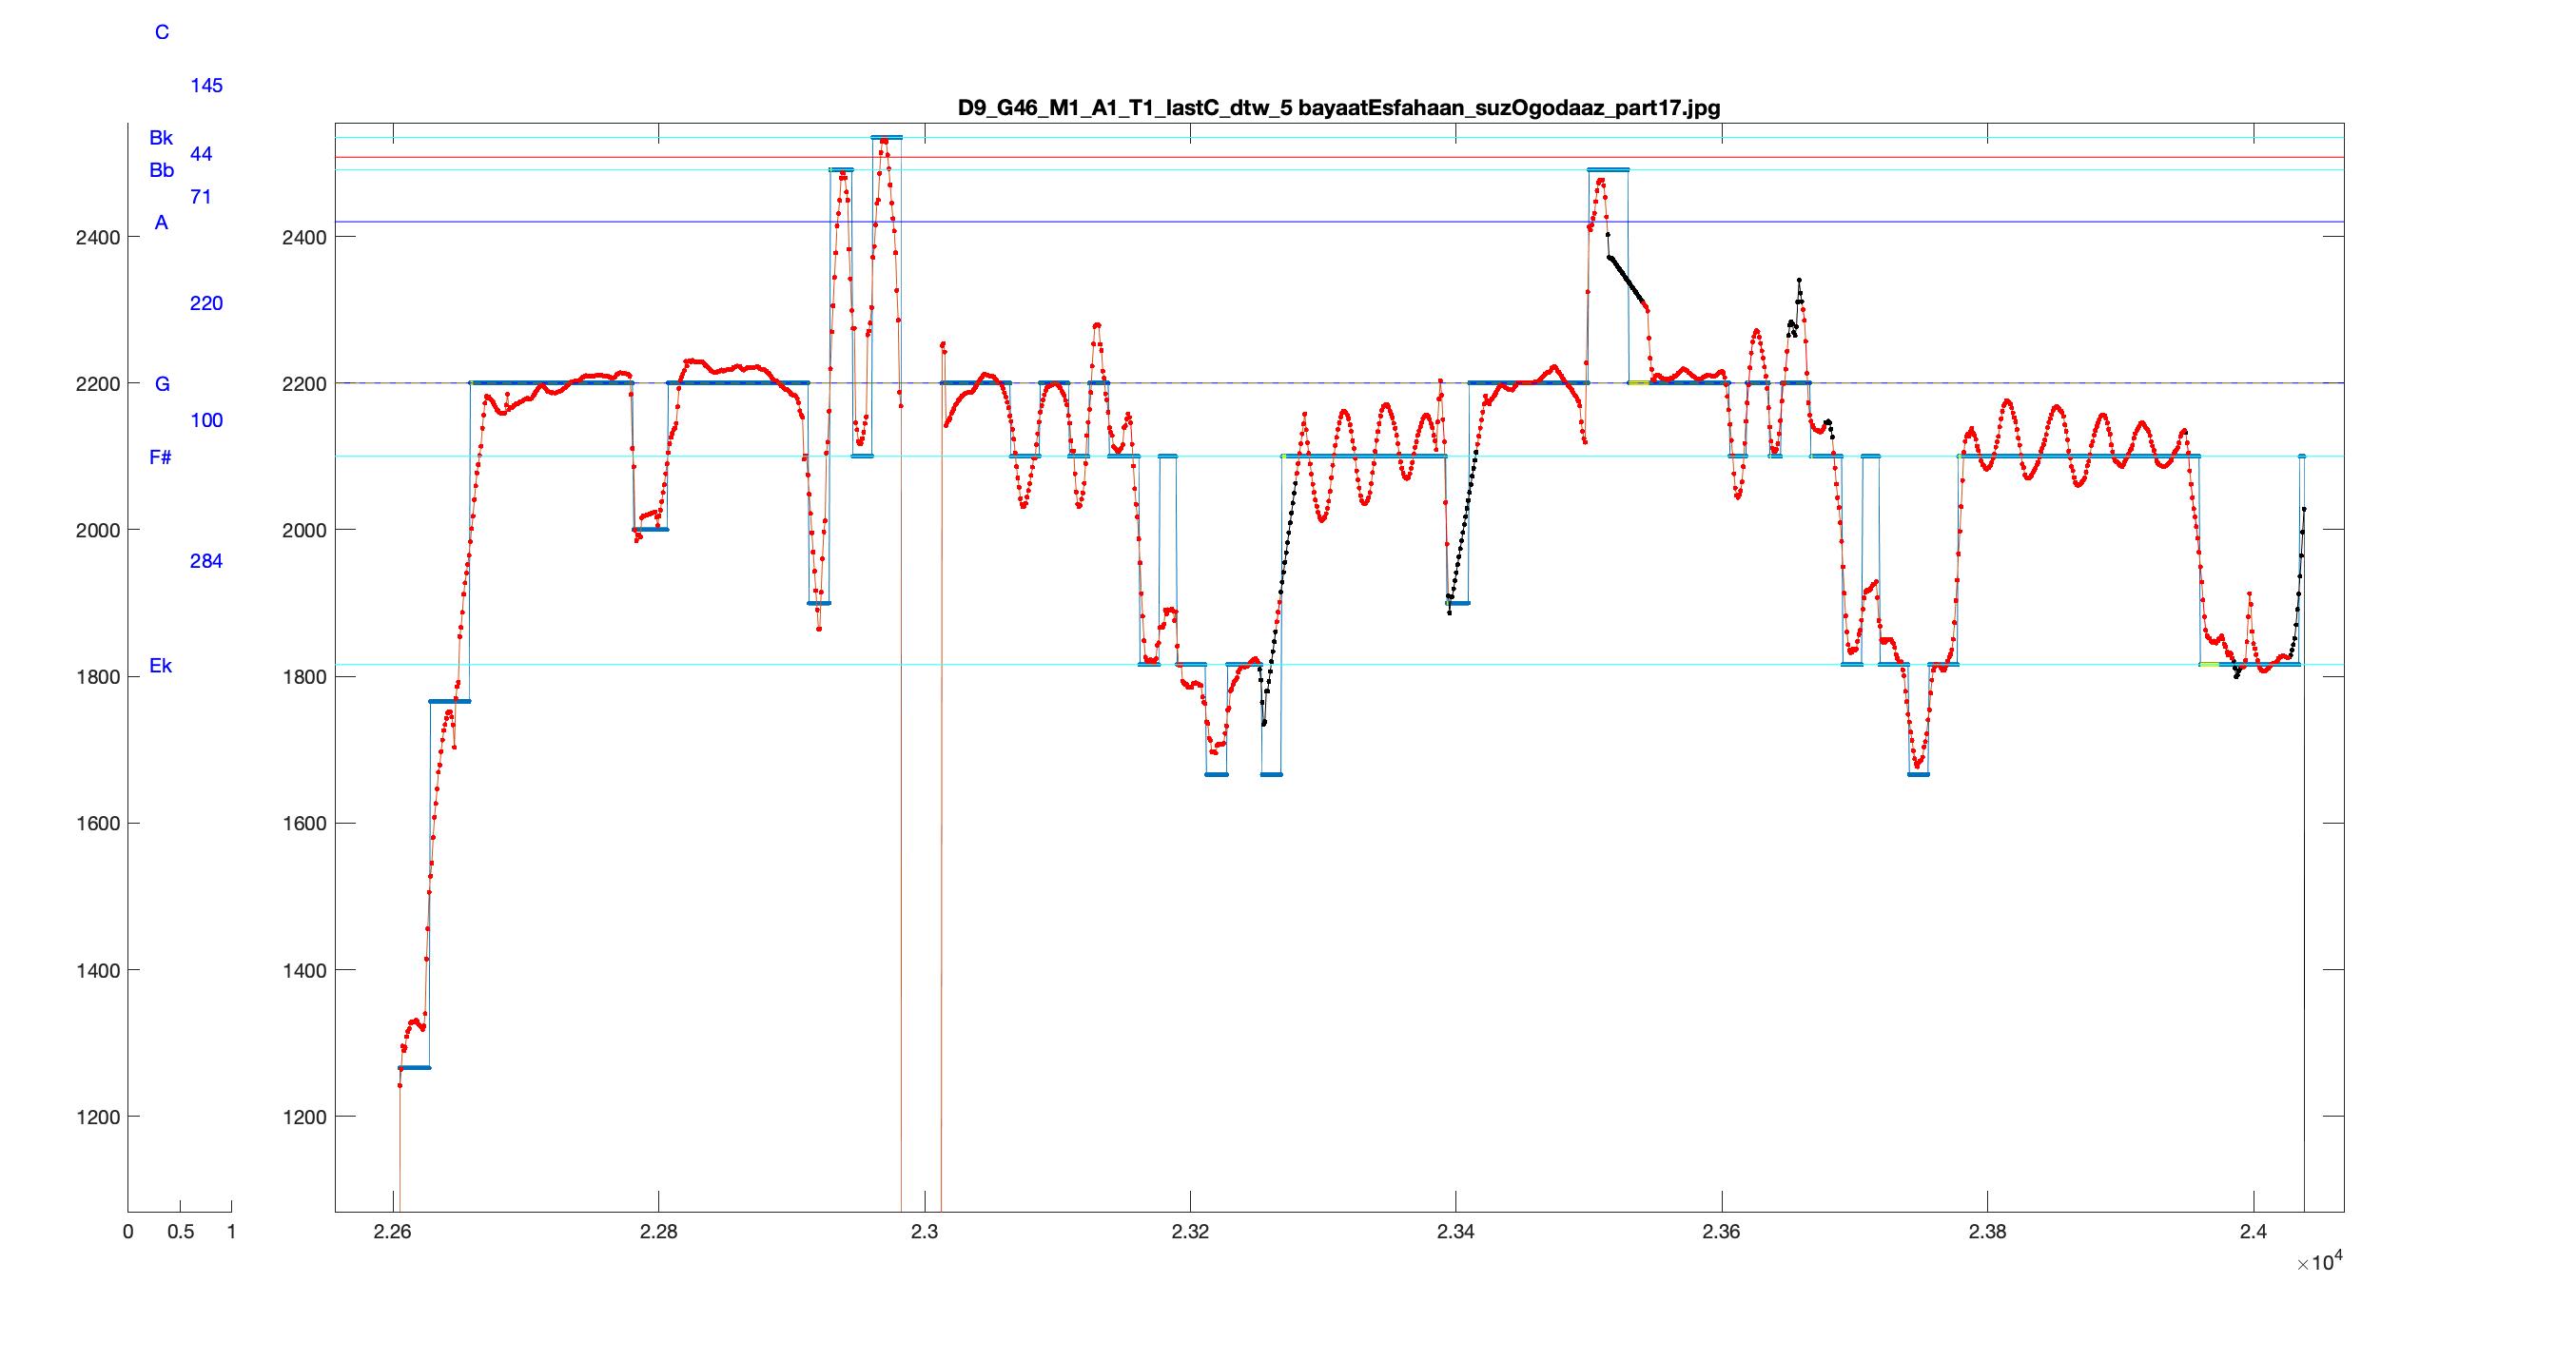 C
145
D9_G46_M1_A1_T1_lastC_dtw_5 bayaatEsfahaan_suzOgodaaz_part17.jpg
Bk
44
Bb
71
A
2400 2400
220
2200 G 2200
100
F#
2000 2000
284
Ek
1800 1800
1600 1600
1400 1400
1200 1200
0 0.5 1 2.26 2.28 2.3 2.32 2.34 2.36 2.38 2.4
×10^4